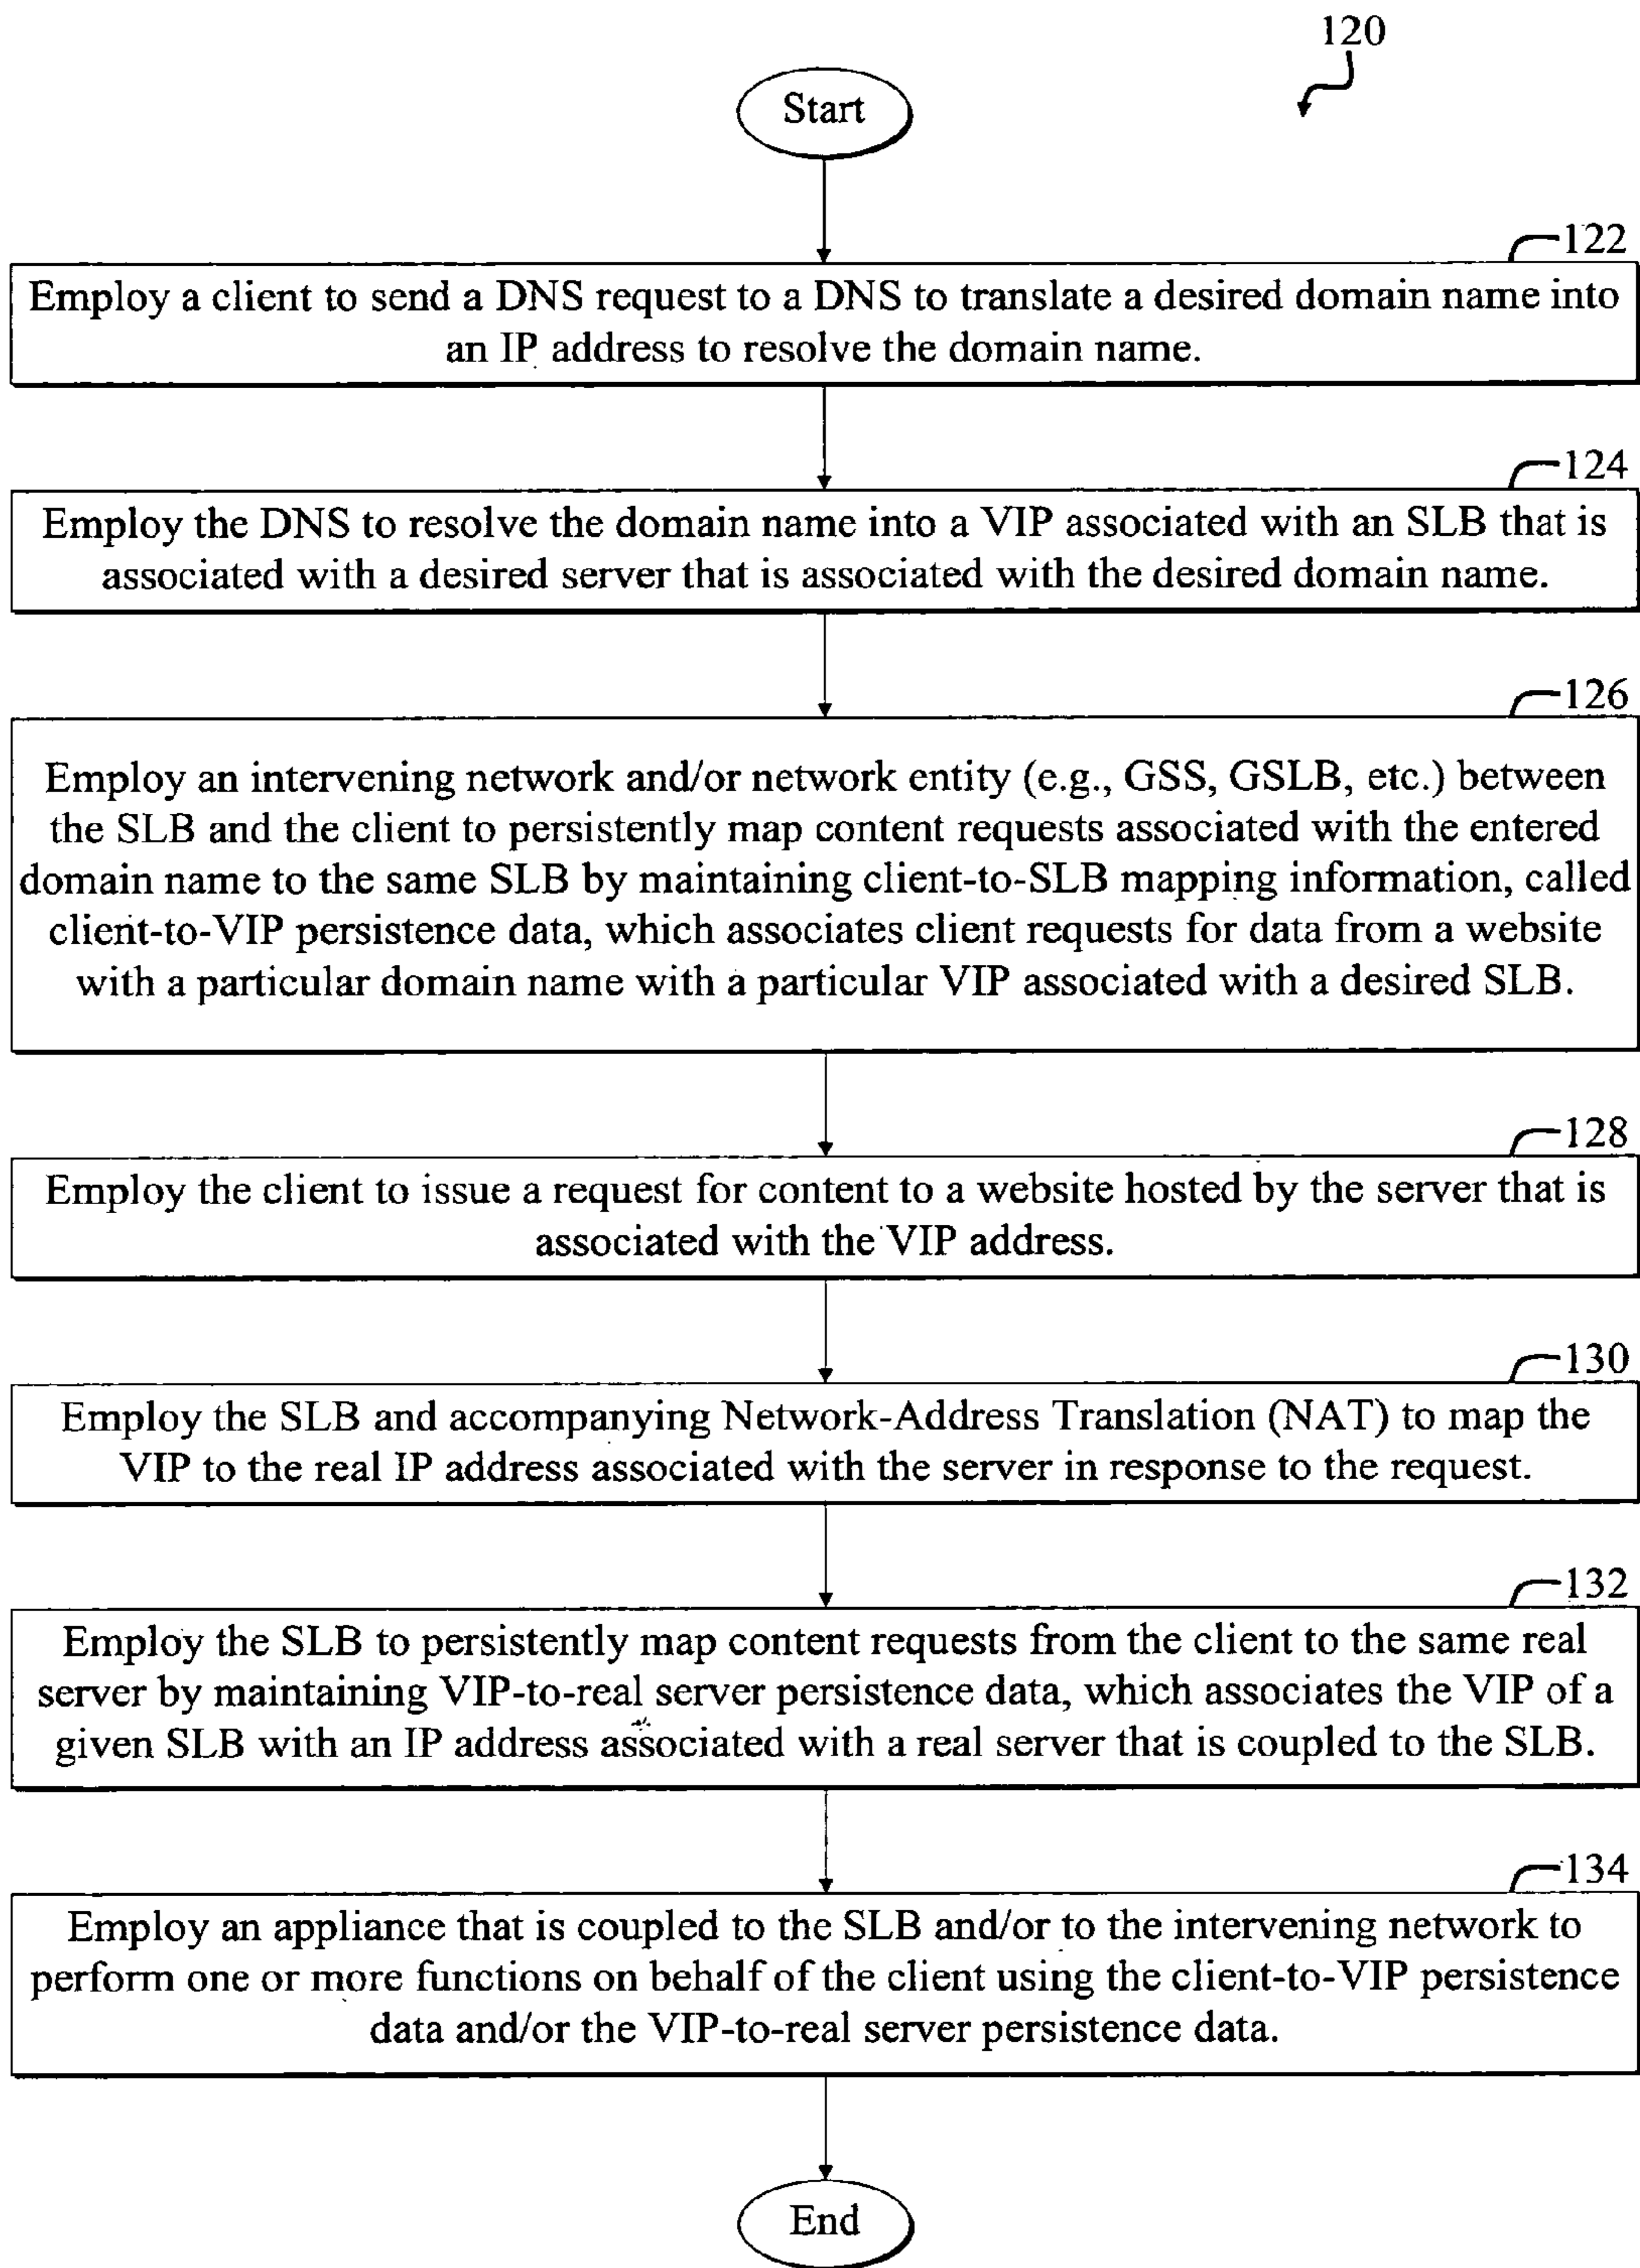 120
Start
122
Employ a client to send a DNS request to a DNS to translate a desired domain name into
an IP address to resolve the domain name.
124
Employ the DNS to resolve the domain name into a VIP associated with an SLB that is
associated with a desired server that is associated with the desired domain name.
126
Employ an intervening network and/or network entity (e.g., GSS, GSLB, etc.) between
the SLB and the client to persistently map content requests associated with the entered
domain name to the same SLB by maintaining client-to-SLB mapping information, called
client-to-VIP persistence data, which associates client requests for data from a website
with a particular domain name with a particular VIP associated with a desired SLB.
128
Employ the client to issue a request for content to a website hosted by the server that is
associated with the VIP address.
130
Employ the SLB and accompanying Network-Address Translation (NAT) to map the
VIP to the real IP address associated with the server in response to the request.
132
Employ the SLB to persistently map content requests from the client to the same real
server by maintaining VIP-to-real server persistence data, which associates the VIP of a
given SLB with an IP address associated with a real server that is coupled to the SLB.
134
Employ an appliance that is coupled to the SLB and/or to the intervening network to
perform one or more functions on behalf of the client using the client-to-VIP persistence
data and/or the VIP-to-real server persistence data.
End